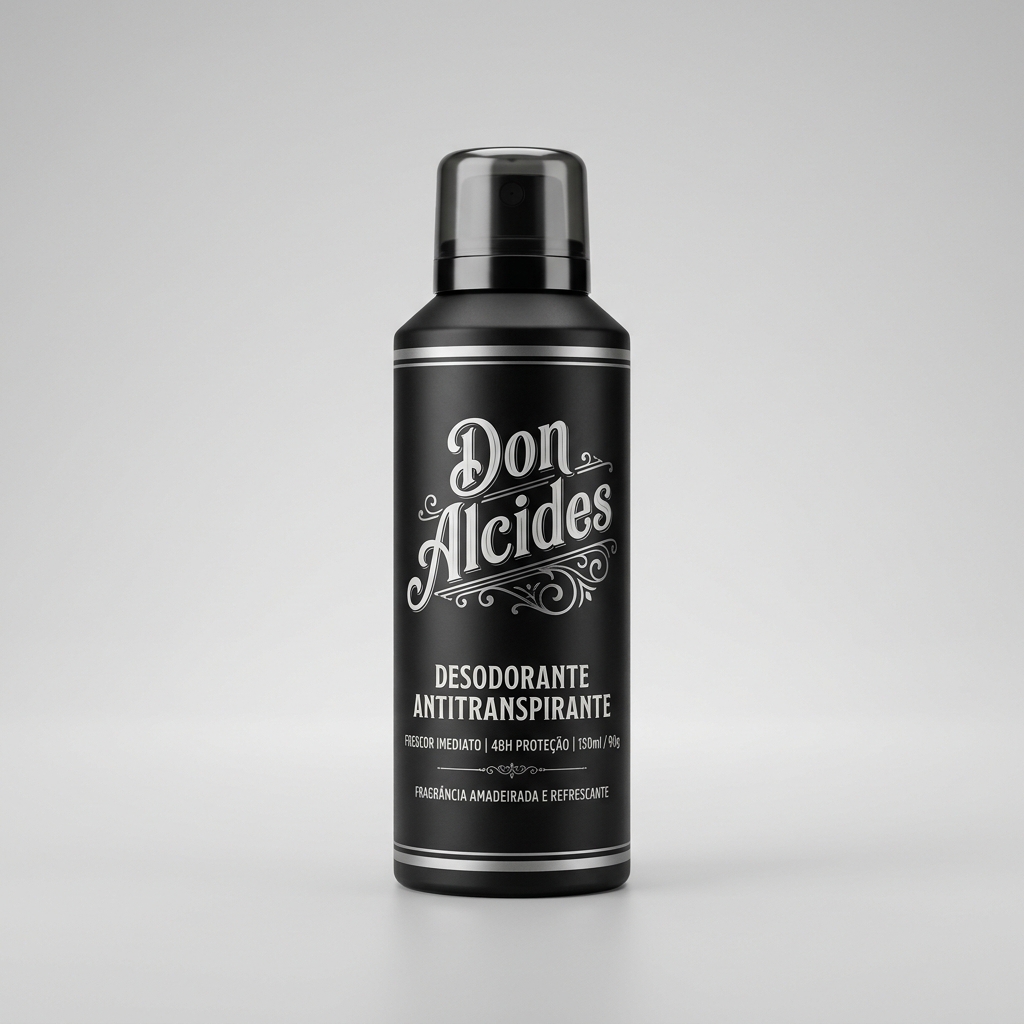 Don
Alcides
DESODORANTE
ANTITRANSPIRANTE
FRESCOR IMEDIATO | 48H PROTEÇÃO | 150ml / 90g
FRAGRÂNCIA AMADEIRADA E REFRESCANTE